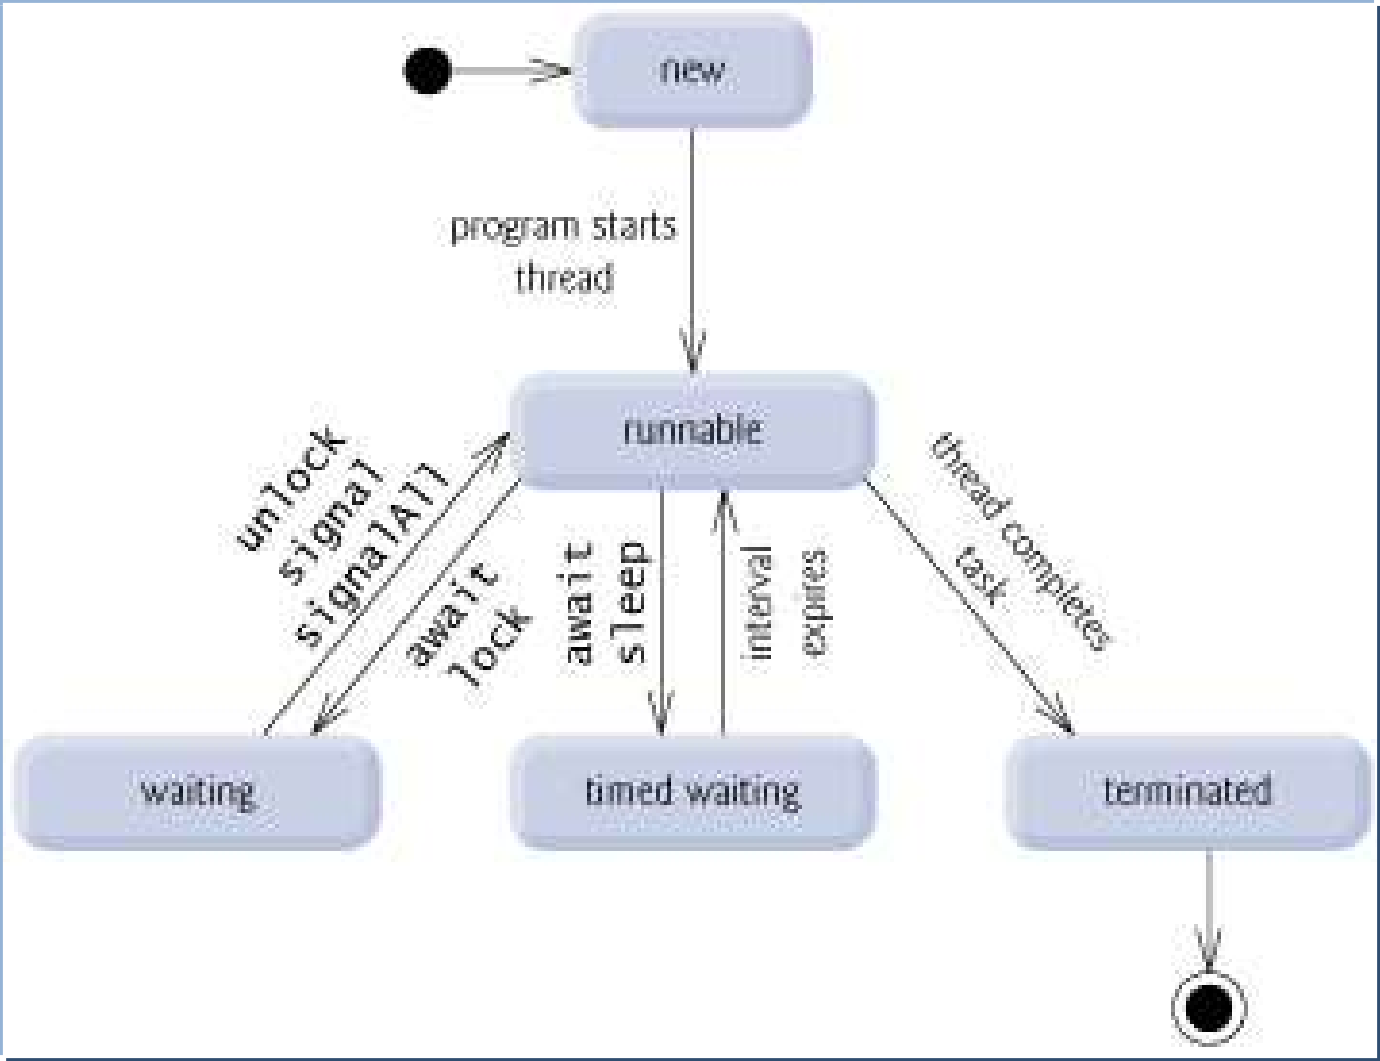 new
program starts
thread
runnable
unlock
signal
signalAll
await
lock
await
sleep
interval
expires
thread completes
task
waiting
timed waiting
terminated